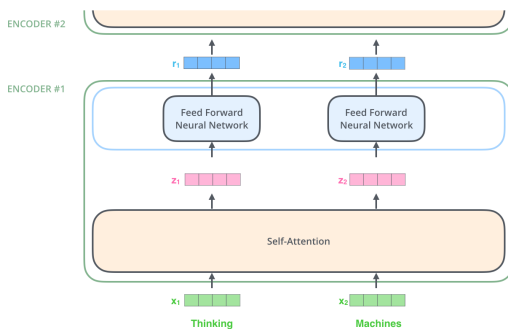 ENCODER #2
r₁
r₂
ENCODER #1
Feed Forward
Neural Network
Feed Forward
Neural Network
z₁
z₂
Self-Attention
x₁
x₂
Thinking
Machines